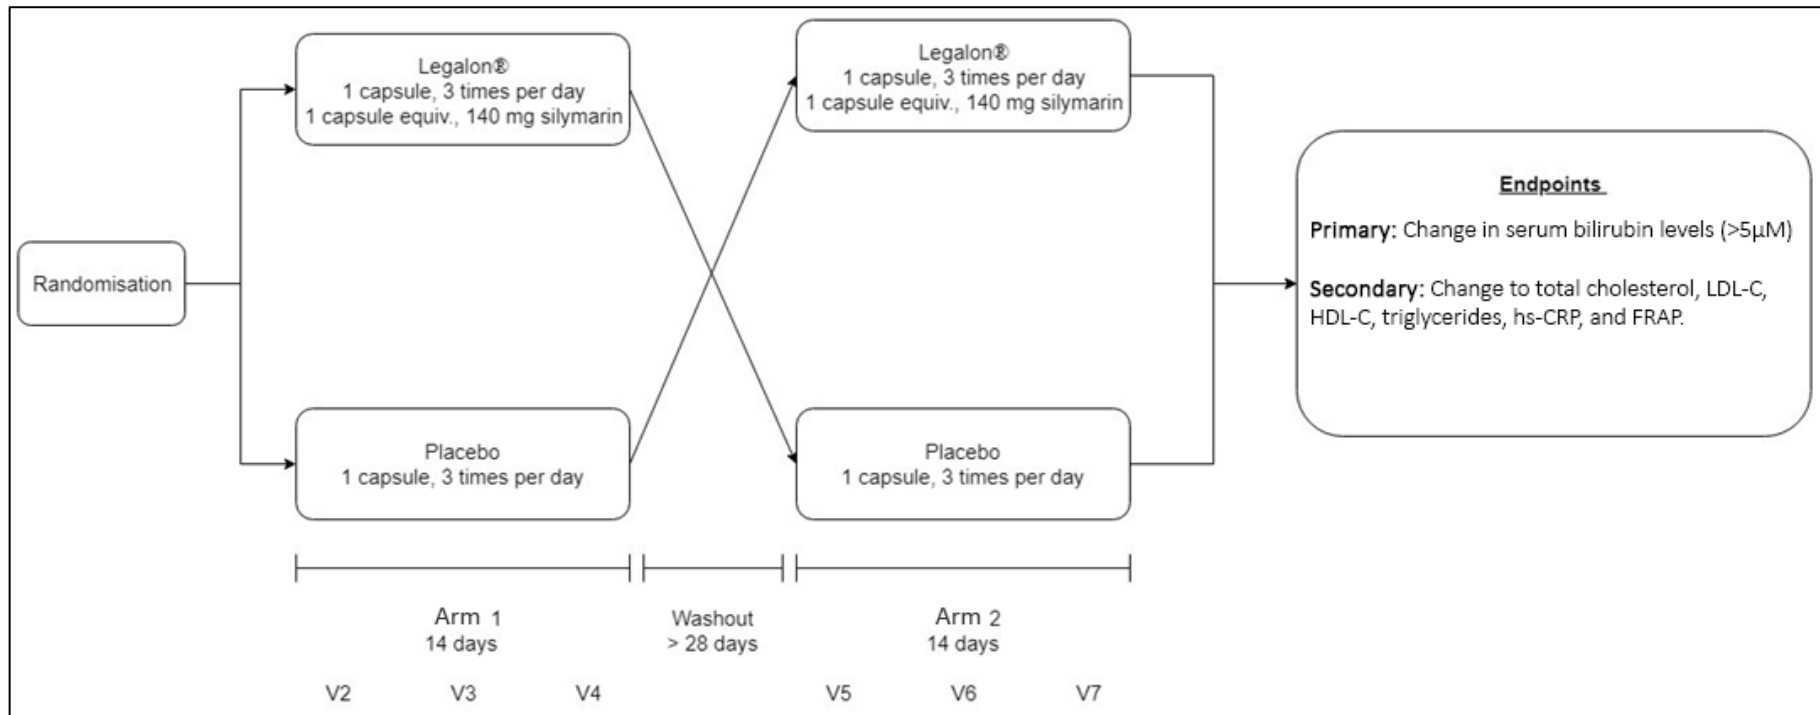 Randomisation
Legalon®
1 capsule, 3 times per day
1 capsule equiv., 140 mg silymarin
Placebo
1 capsule, 3 times per day
Legalon®
1 capsule, 3 times per day
1 capsule equiv., 140 mg silymarin
Placebo
1 capsule, 3 times per day
Endpoints
Primary: Change in serum bilirubin levels (>5µM)
Secondary: Change to total cholesterol, LDL-C,
HDL-C, triglycerides, hs-CRP, and FRAP.
Arm 1
14 days
Washout
> 28 days
Arm 2
14 days
V2 V3 V4 V5 V6 V7